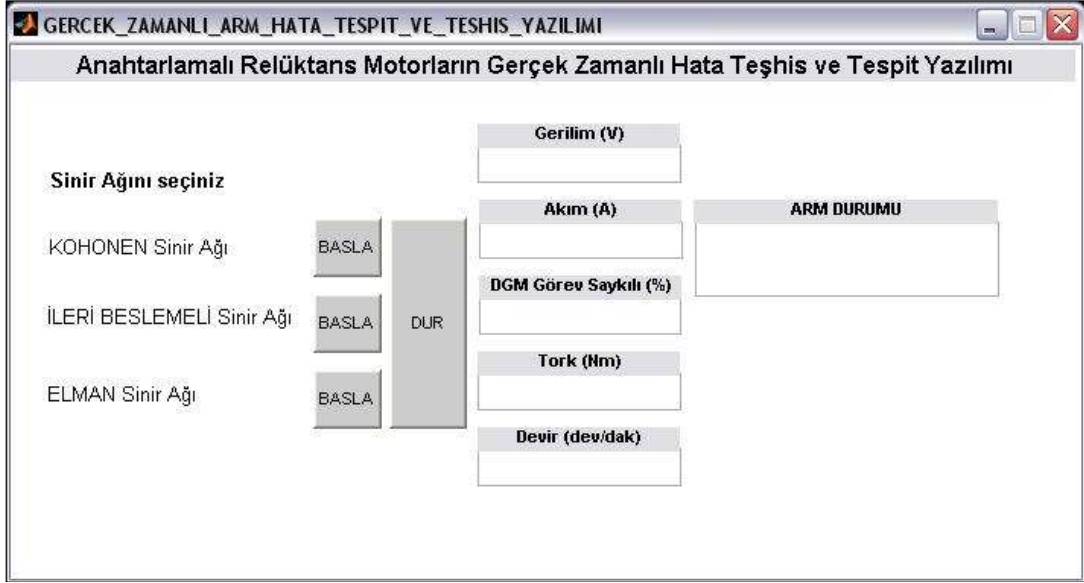 GERCEK_ZAMANLI_ARM_HATA_TESPIT_VE_TESHIS_YAZILIMI
Anahtarlamalı Relüktans Motorların Gerçek Zamanlı Hata Teşhis ve Tespit Yazılımı
Sinir Ağını seçiniz
KOHONEN Sinir Ağı
BASLA
İLERİ BESLEMELİ Sinir Ağı
BASLA
ELMAN Sinir Ağı
BASLA
DUR
Gerilim (V)
Akım (A)
DGM Görev Saykılı (%)
Tork (Nm)
Devir (dev/dak)
ARM DURUMU